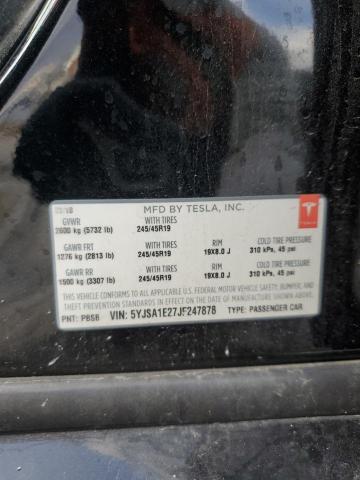 MFD BY TESLA, INC.
GVWR WITH TIRES
2600 kg (5732 lb) 245/45R19
GAWR FRT WITH TIRES RIM COLD TIRE PRESSURE
1276 kg (2813 lb) 245/45R19 19X8.0 J 310 kPa, 45 psi
GAWR RR WITH TIRES RIM COLD TIRE PRESSURE
1500 kg (3307 lb) 245/45R19 19X8.0 J 310 kPa, 45 psi
THIS VEHICLE CONFORMS TO ALL APPLICABLE
FEDERAL MOTOR VEHICLE SAFETY, BUMPER, AND
THEFT PREVENTION STANDARDS IN EFFECT ON THE
DATE OF MANUFACTURE SHOWN ABOVE.
PNT: VIN: 5YJSA1E27JF247878 TYPE: PASSENGER CAR